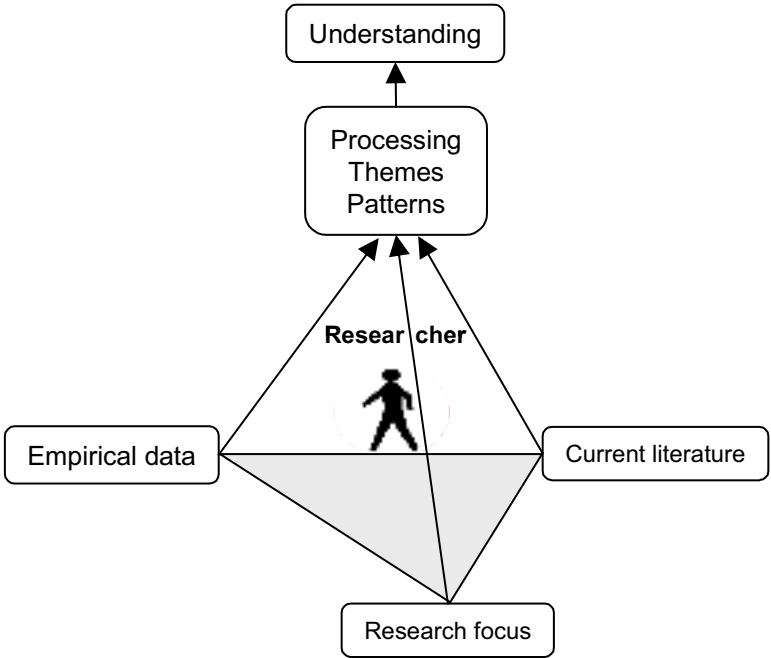 Understanding
Processing
Themes
Patterns
Resear cher
Empirical data
Current literature
Research focus